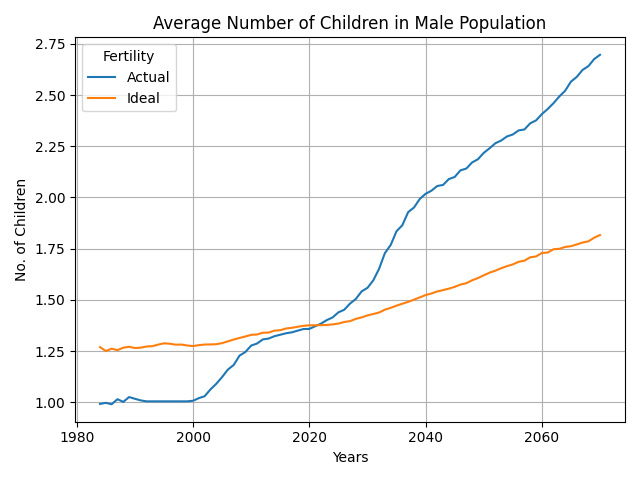 Average Number of Children in Male Population
2.75
2.50
2.25
2.00
1.75
1.50
1.25
1.00
No. of Children
Fertility
Actual
Ideal
1980 2000 2020 2040 2060
Years